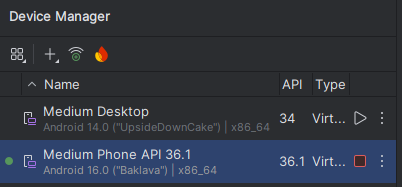 Device Manager
Name API Type
Medium Desktop 34 Virt...
Android 14.0 ("UpsideDownCake") | x86_64
Medium Phone API 36.1 36.1 Virt...
Android 16.0 ("Baklava") | x86_64